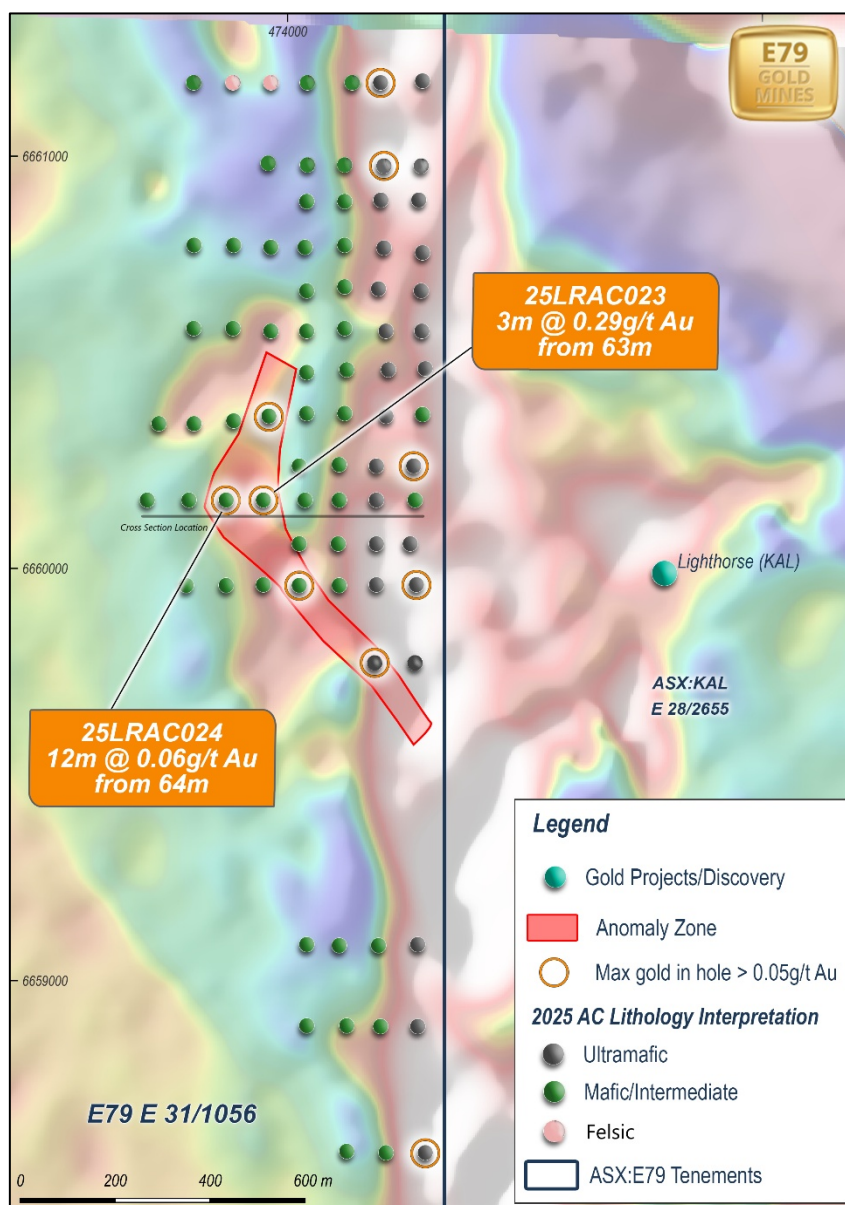 474000
E79
GOLD
MINES
6661000
25LRAC023
3m @ 0.29g/t Au
from 63m
Cross Section Location
6660000
Lighthorse (KAL)
ASX:KAL
E 28/2655
25LRAC024
12m @ 0.06g/t Au
from 64m
Legend
Gold Projects/Discovery
Anomaly Zone
Max gold in hole > 0.05g/t Au
2025 AC Lithology Interpretation
Ultramafic
Mafic/Intermediate
Felsic
ASX:E79 Tenements
6659000
E79 E 31/1056
0 200 400 600 m